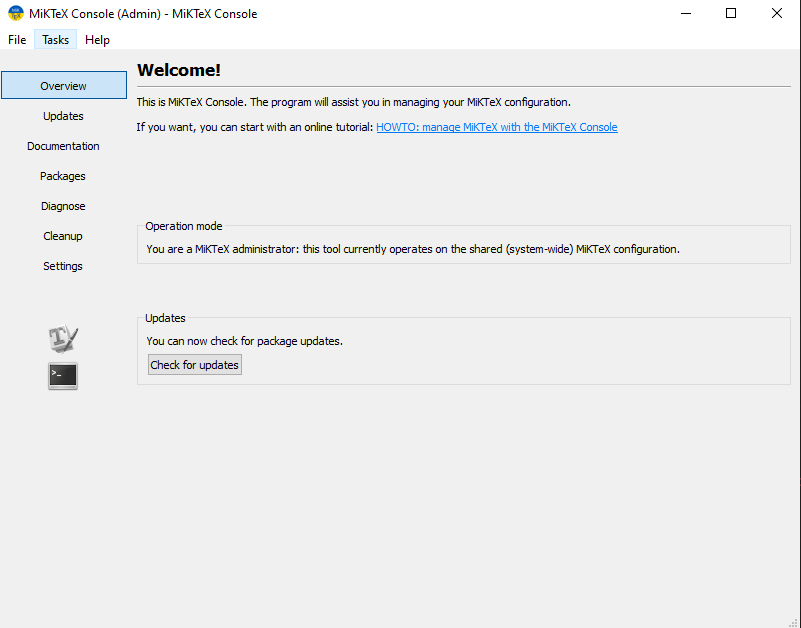 MiKTeX Console (Admin) - MiKTeX Console
File Tasks Help
Overview
Updates
Documentation
Packages
Diagnose
Cleanup
Settings
Welcome!
This is MiKTeX Console. The program will assist you in managing your MiKTeX configuration.
If you want, you can start with an online tutorial: HOWTO: manage MiKTeX with the MiKTeX Console
Operation mode
You are a MiKTeX administrator: this tool currently operates on the shared (system-wide) MiKTeX configuration.
Updates
You can now check for package updates.
Check for updates